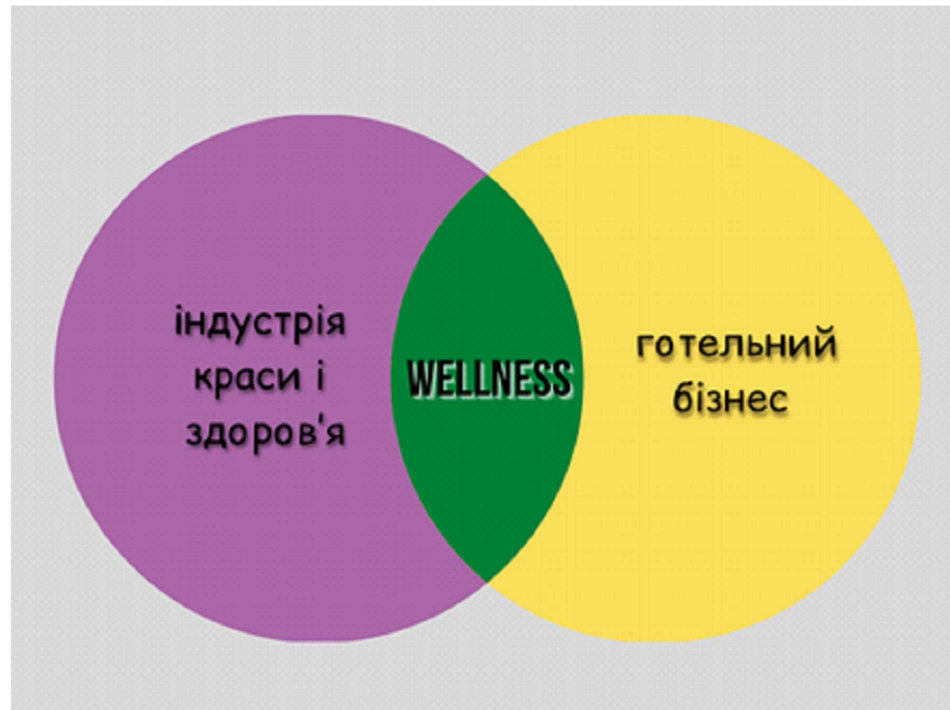 індустрія
краси і
здоров'я
WELLNESS
готельний
бізнес